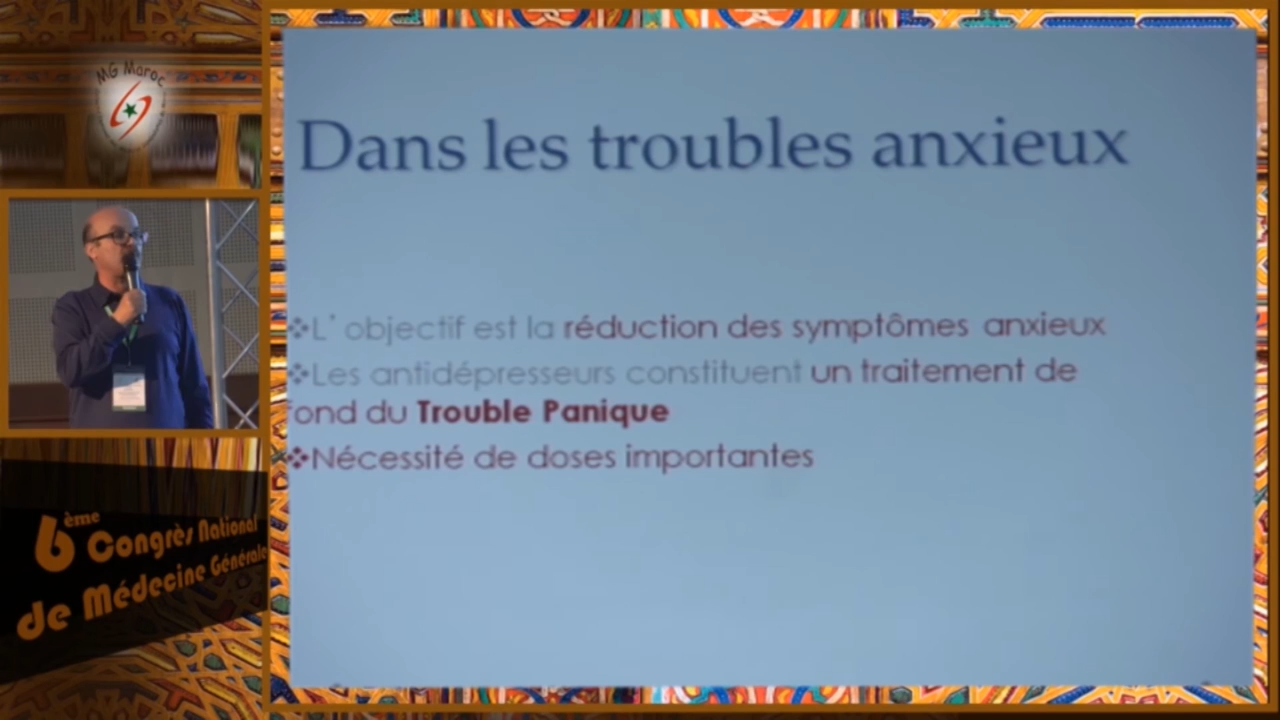 MG Maroc
Dans les troubles anxieux
❖L' objectif est la réduction des symptômes anxieux
❖Les antidépresseurs constituent un traitement de
fond du Trouble Panique
❖Nécessité de doses importantes
6ème Congrès National
de Médecine Générale